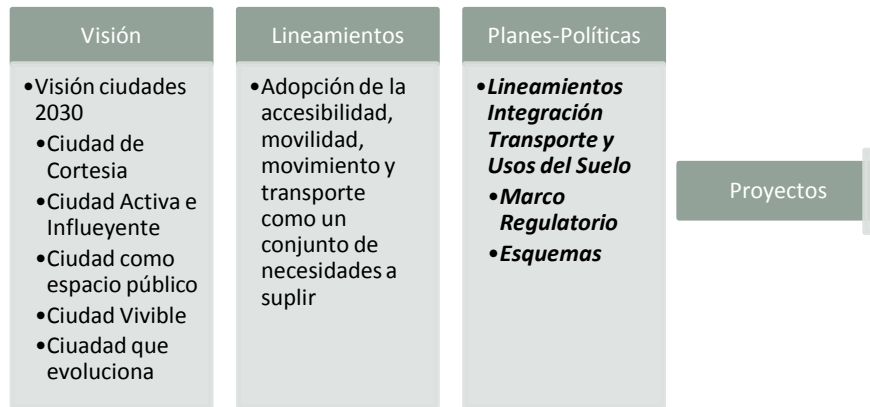 Visión
•Visión ciudades
2030
•Ciudad de
Cortesia
•Ciudad Activa e
Influeyente
•Ciudad como
espacio público
•Ciudad Vivible
•Ciuadad que
evoluciona
Lineamientos
•Adopción de la
accesibilidad,
movilidad,
movimiento y
transporte
como un
conjunto de
necesidades a
suplir
Planes-Políticas
•Lineamientos
Integración
Transporte y
Usos del Suelo
•Marco
Regulatorio
•Esquemas
Proyectos